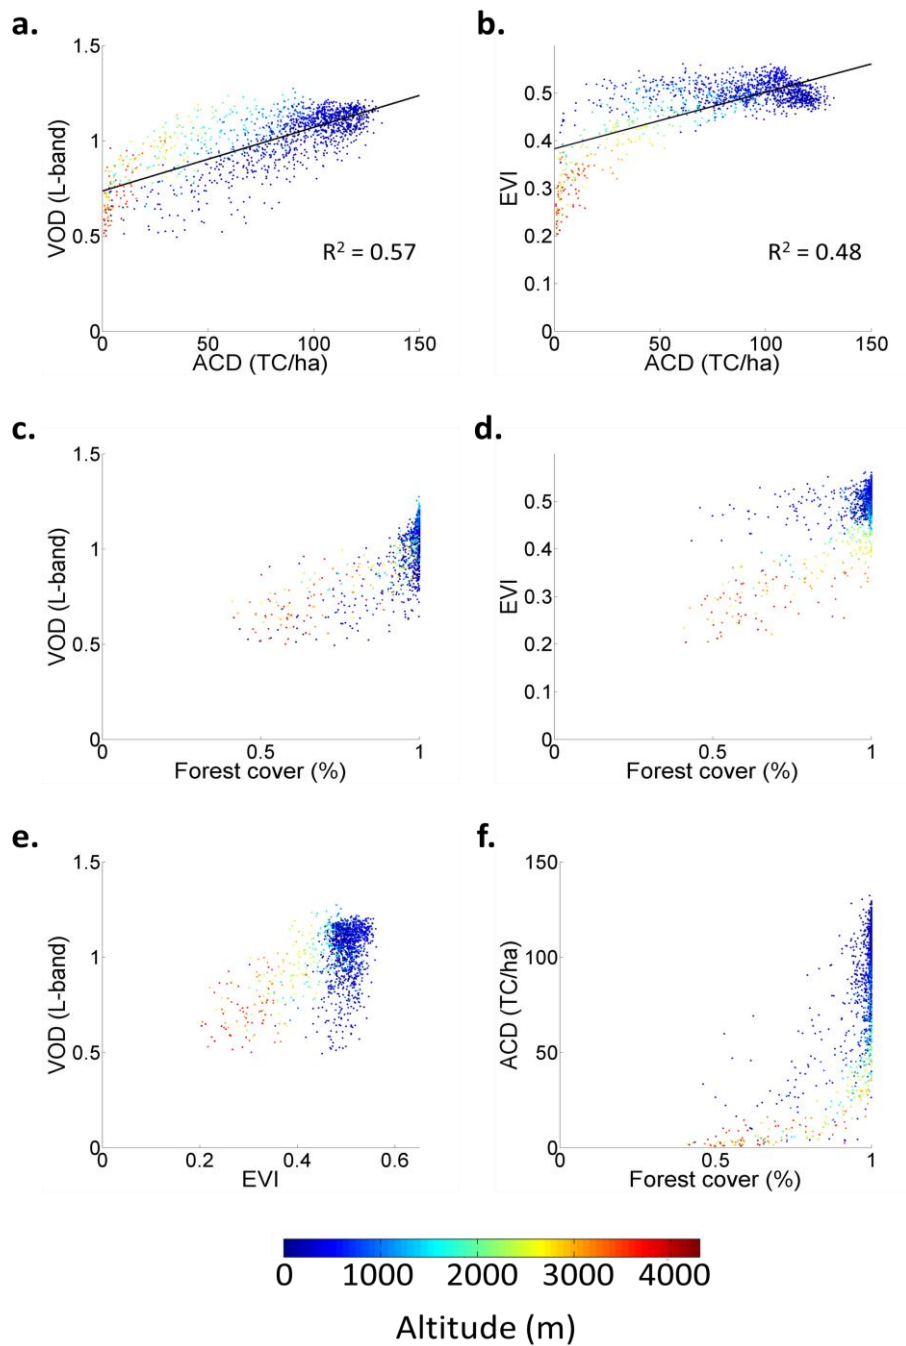 a.
1.5
1
0.5
0
VOD (L-band)
R² = 0.57
0 50 100 150
ACD (TC/ha)
b.
0.5
0.4
0.3
0.2
0.1
0
EVI
R² = 0.48
0 50 100 150
ACD (TC/ha)
c.
1.5
1
0.5
0
VOD (L-band)
0 0.5 1
Forest cover (%)
d.
0.5
0.4
0.3
0.2
0.1
0
EVI
0 0.5 1
Forest cover (%)
e.
1.5
1
0.5
0
VOD (L-band)
0 0.2 0.4 0.6
EVI
f.
150
100
50
0
ACD (TC/ha)
0 0.5 1
Forest cover (%)
0 1000 2000 3000 4000
Altitude (m)